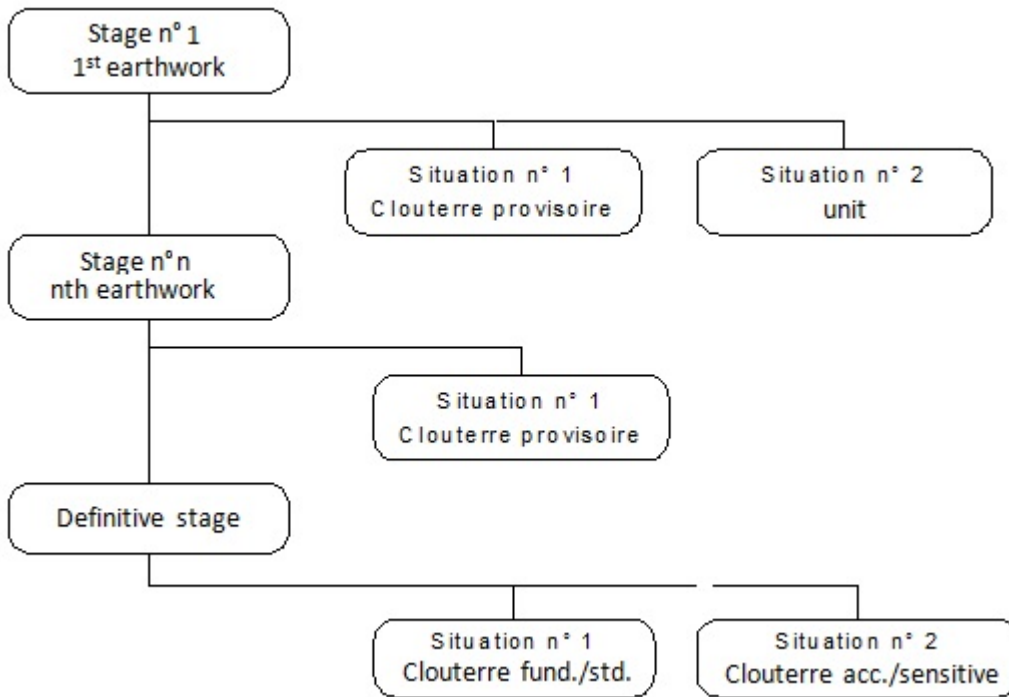 Stage n° 1
1st earthwork
Situation n° 1
Clouterre provisoire
Situation n° 2
unit
Stage n° n
nth earthwork
Situation n° 1
Clouterre provisoire
Definitive stage
Situation n° 1
Clouterre fund./std.
Situation n° 2
Clouterre acc./sensitive